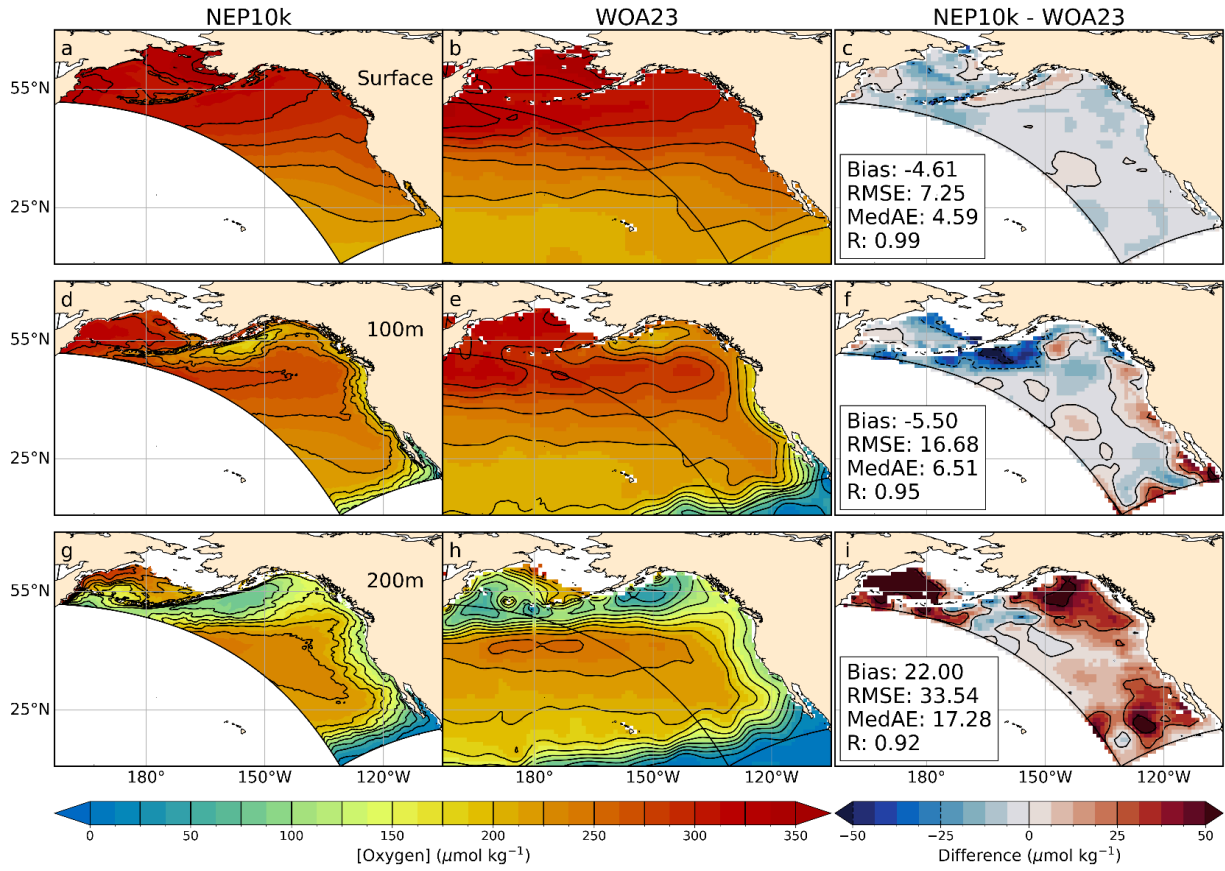 NEP10k WOA23 NEP10k - WOA23
a Surface b c
55°N
25°N
Bias: -4.61
RMSE: 7.25
MedAE: 4.59
R: 0.99
d 100m e f
55°N
25°N
Bias: -5.50
RMSE: 16.68
MedAE: 6.51
R: 0.95
g 200m h i
55°N
25°N
Bias: 22.00
RMSE: 33.54
MedAE: 17.28
R: 0.92
180° 150°W 120°W 180° 150°W 120°W 180° 150°W 120°W
0 50 100 150 200 250 300 350 −50 −25 0 25 50
[Oxygen] (μmol kg⁻¹) Difference (μmol kg⁻¹)